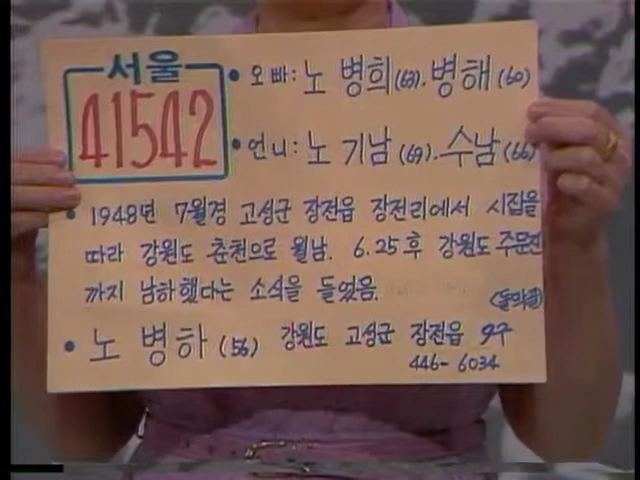 서울
41542
• 오빠: 노 병희(63). 병해(60)
• 언니: 노 기남(69). 수남(66)
• 1948년 7월경 고성군 장전읍 장전리에서 시집을
따라 강원도 춘천으로 월남. 6.25후 강원도 주문진
까지 남하했다는 소식을 들었음.
• 노 병하 (56) 강원도 고성군 장전읍 9구
446-6034